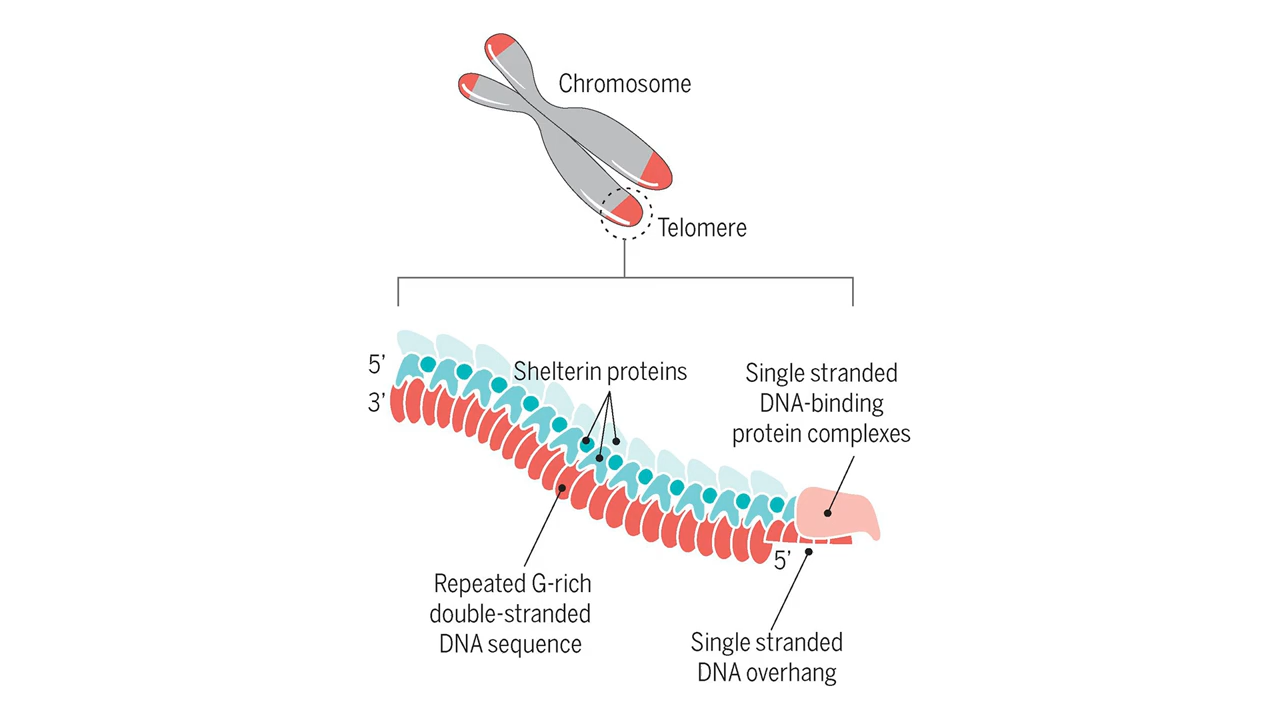 Chromosome
Telomere
5’
3’
Shelterin proteins
Single stranded
DNA-binding
protein complexes
5’
Repeated G-rich
double-stranded
DNA sequence
Single stranded
DNA overhang